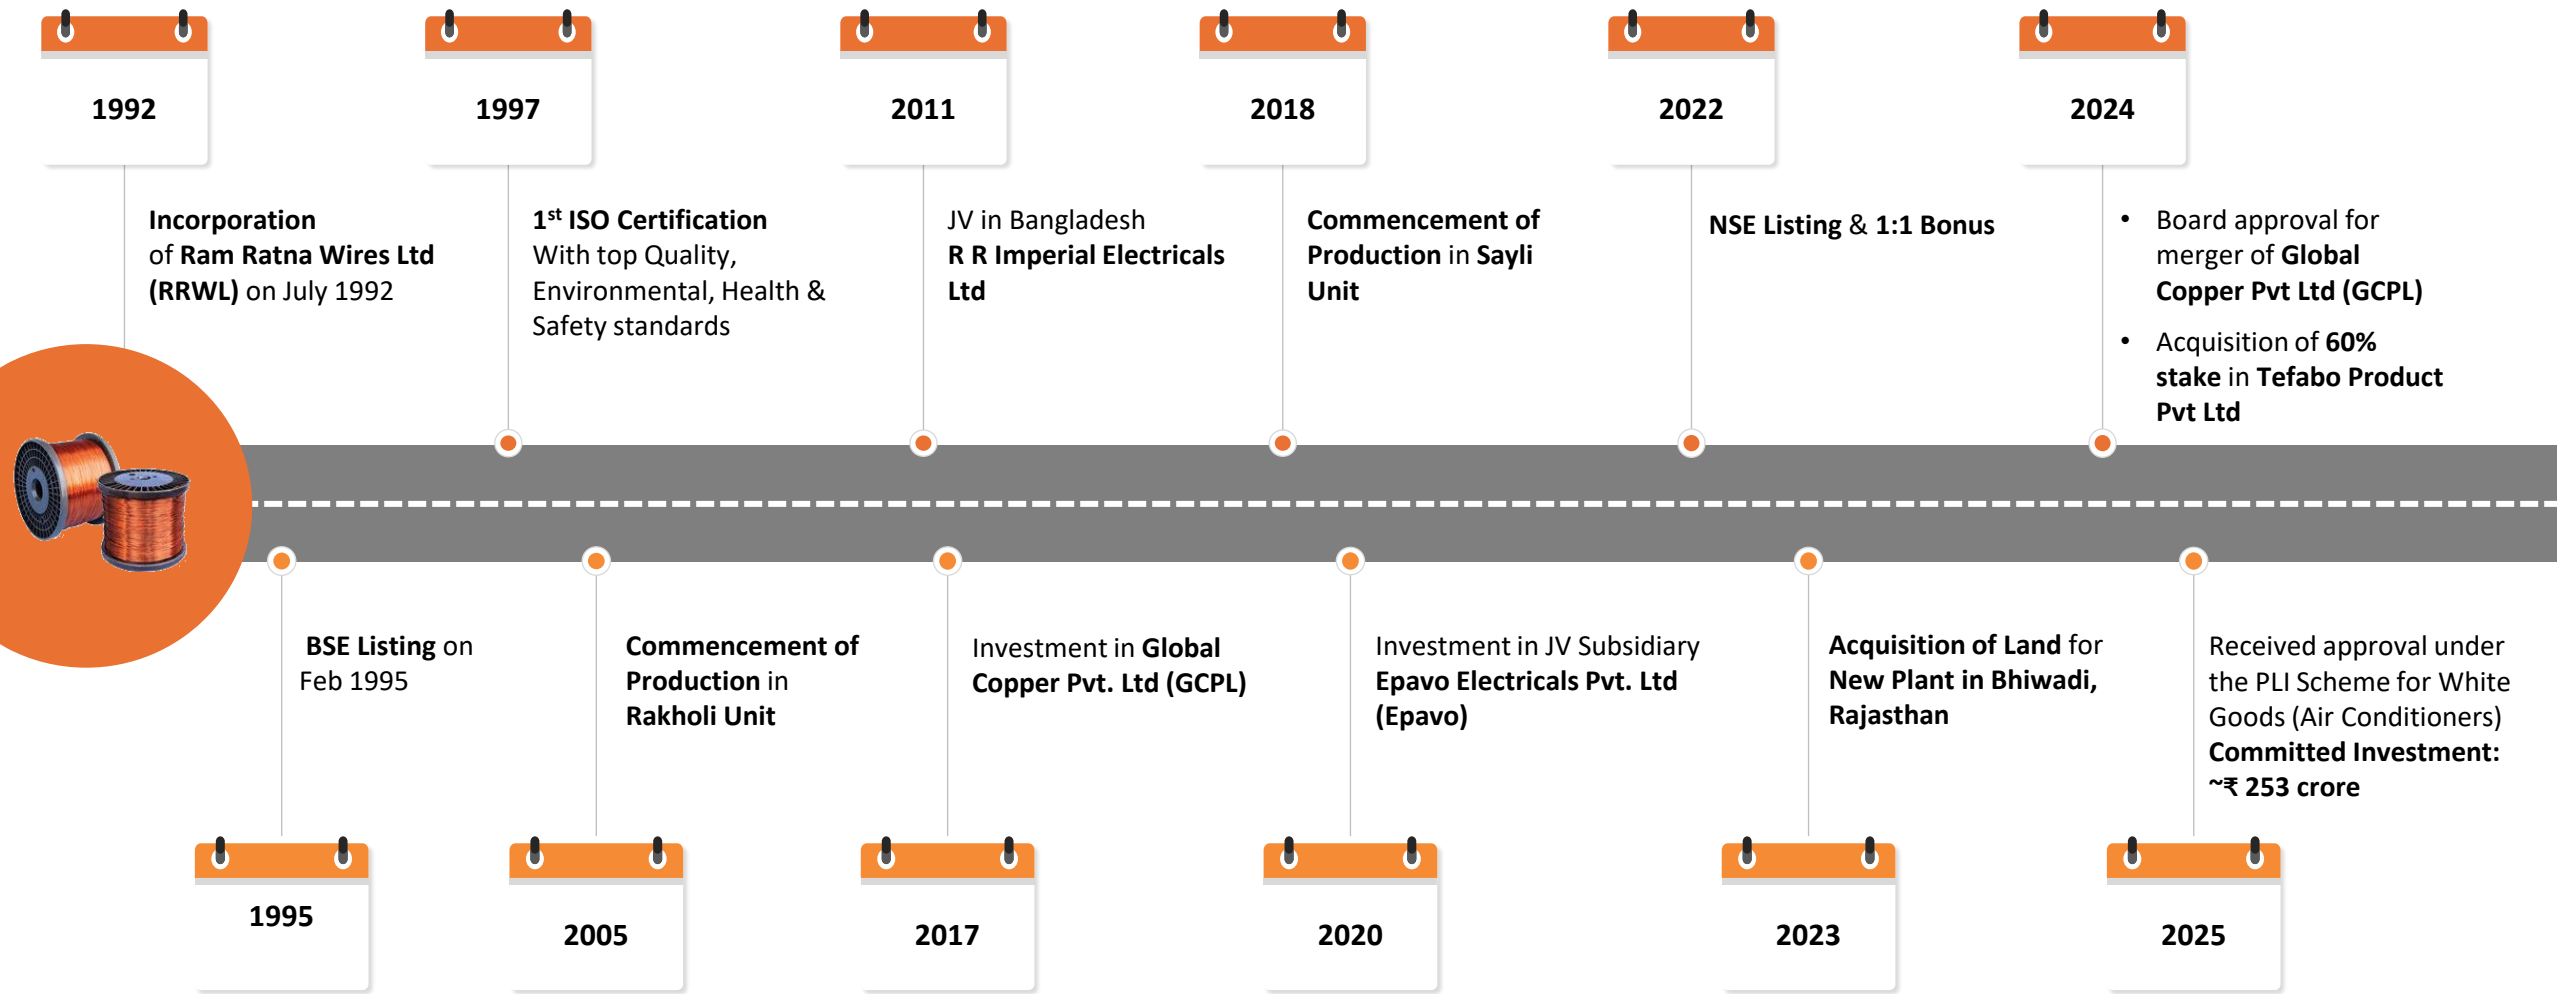 1992
Incorporation
of Ram Ratna Wires Ltd
(RRWL) on July 1992
1997
1st ISO Certification
With top Quality,
Environmental, Health &
Safety standards
2011
JV in Bangladesh
R R Imperial Electricals
Ltd
2018
Commencement of
Production in Sayli
Unit
2022
NSE Listing & 1:1 Bonus
2024
• Board approval for
merger of Global
Copper Pvt Ltd (GCPL)
• Acquisition of 60%
stake in Tefabo Product
Pvt Ltd
BSE Listing on
Feb 1995
1995
Commencement of
Production in
Rakholi Unit
2005
Investment in Global
Copper Pvt. Ltd (GCPL)
2017
Investment in JV Subsidiary
Epavo Electricals Pvt. Ltd
(Epavo)
2020
Acquisition of Land for
New Plant in Bhiwadi,
Rajasthan
2023
Received approval under
the PLI Scheme for White
Goods (Air Conditioners)
Committed Investment:
~₹ 253 crore
2025